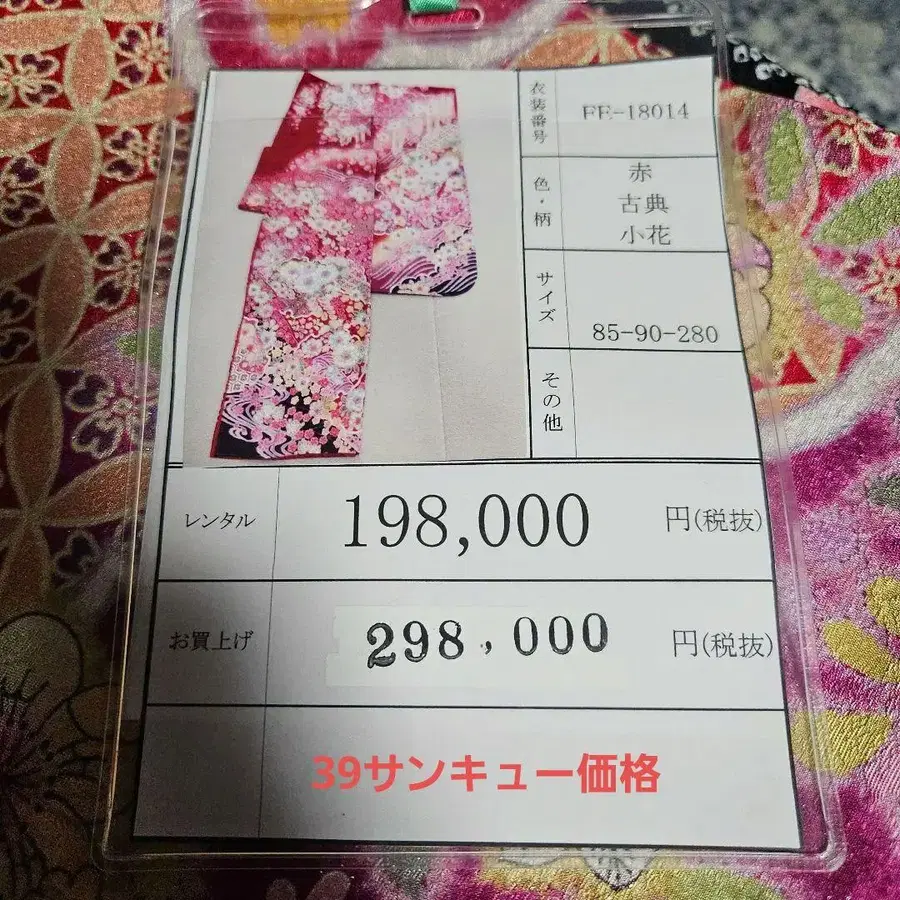 衣装番号
FF-18014
色・柄
赤
古典
小花
サイズ
85-90-280
その他
レンタル
198,000
円(税抜)
お買上げ
298,000
円(税抜)
39サンキュー価格